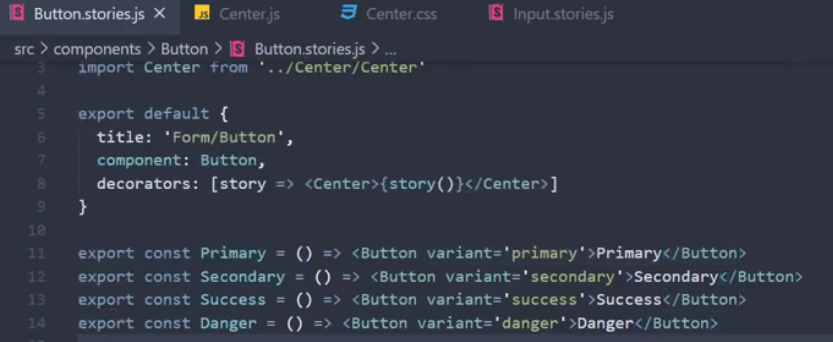 Button.stories.js × JS Center.js Center.css Input.stories.js
src > components > Button > Button.stories.js > ...
3 import Center from '../Center/Center'
4
5 export default {
6 title: 'Form/Button',
7 component: Button,
8 decorators: [story => <Center>{story()}</Center>]
9 }
10
11 export const Primary = () => <Button variant='primary'>Primary</Button>
12 export const Secondary = () => <Button variant='secondary'>Secondary</Button>
13 export const Success = () => <Button variant='success'>Success</Button>
14 export const Danger = () => <Button variant='danger'>Danger</Button>